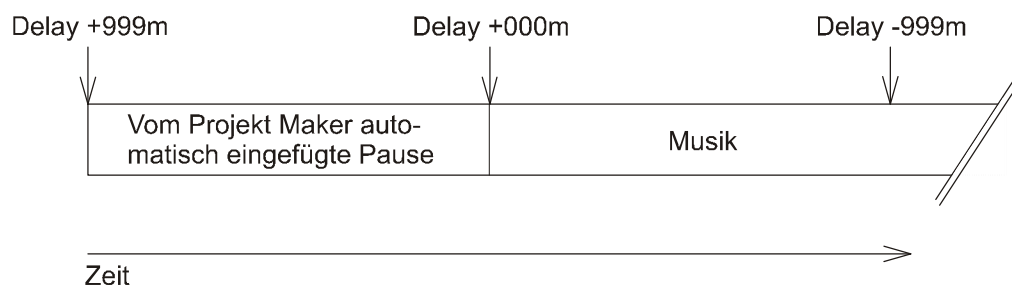 Delay +999m Delay +000m Delay -999m
Vom Projekt Maker auto-
matisch eingefügte Pause
Musik
Zeit